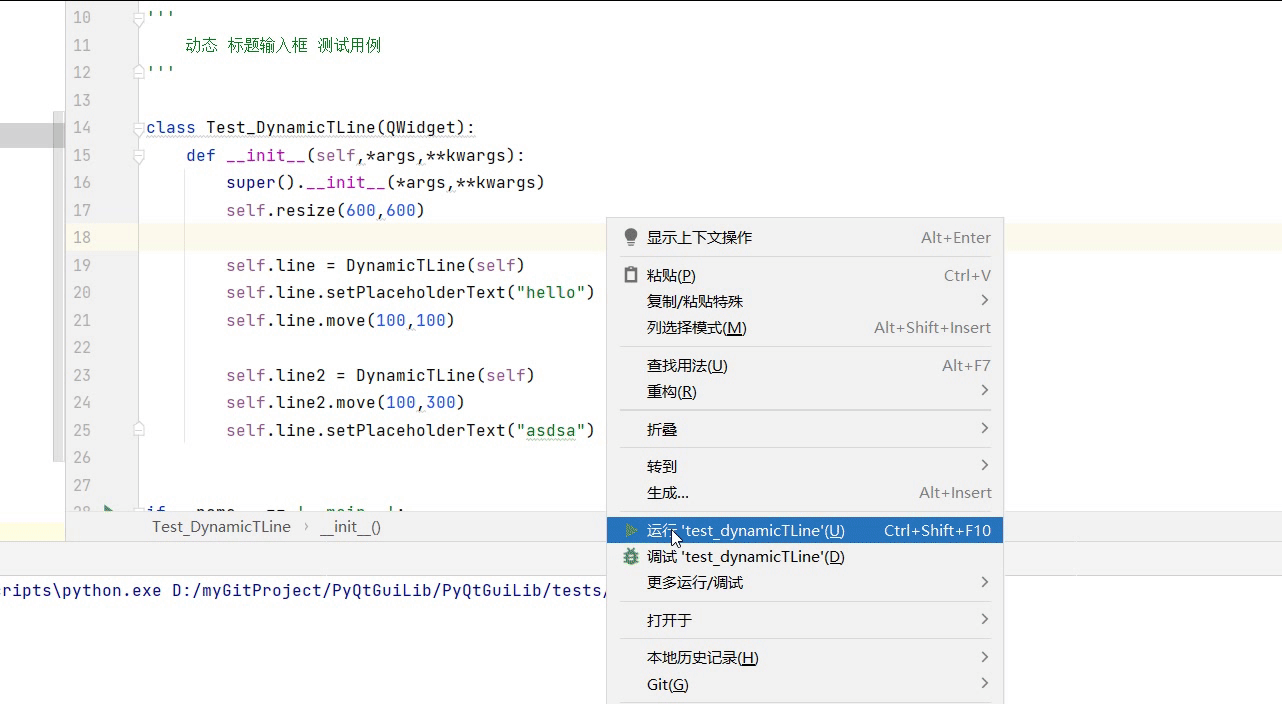 10 '''
11 动态 标题输入框 测试用例
12 '''
13
14 class Test_DynamicTLine(QWidget):
15 def __init__(self,*args,**kwargs):
16 super().__init__(*args,**kwargs)
17 self.resize(600,600)
18
19 self.line = DynamicTLine(self)
20 self.line.setPlaceholderText("hello")
21 self.line.move(100,100)
22
23 self.line2 = DynamicTLine(self)
24 self.line2.move(100,300)
25 self.line.setPlaceholderText("asdsa")
26
27
Test_DynamicTLine › __init__()
ripts\python.exe D:/myGitProject/PyQtGuiLib/PyQtGuiLib/tests/
显示上下文操作 Alt+Enter
粘贴(P) Ctrl+V
复制/粘贴特殊
列选择模式(M) Alt+Shift+Insert
查找用法(U) Alt+F7
重构(R)
折叠
转到
生成... Alt+Insert
运行 'test_dynamicTLine'(U) Ctrl+Shift+F10
调试 'test_dynamicTLine'(D)
更多运行/调试
打开于
本地历史记录(H)
Git(G)